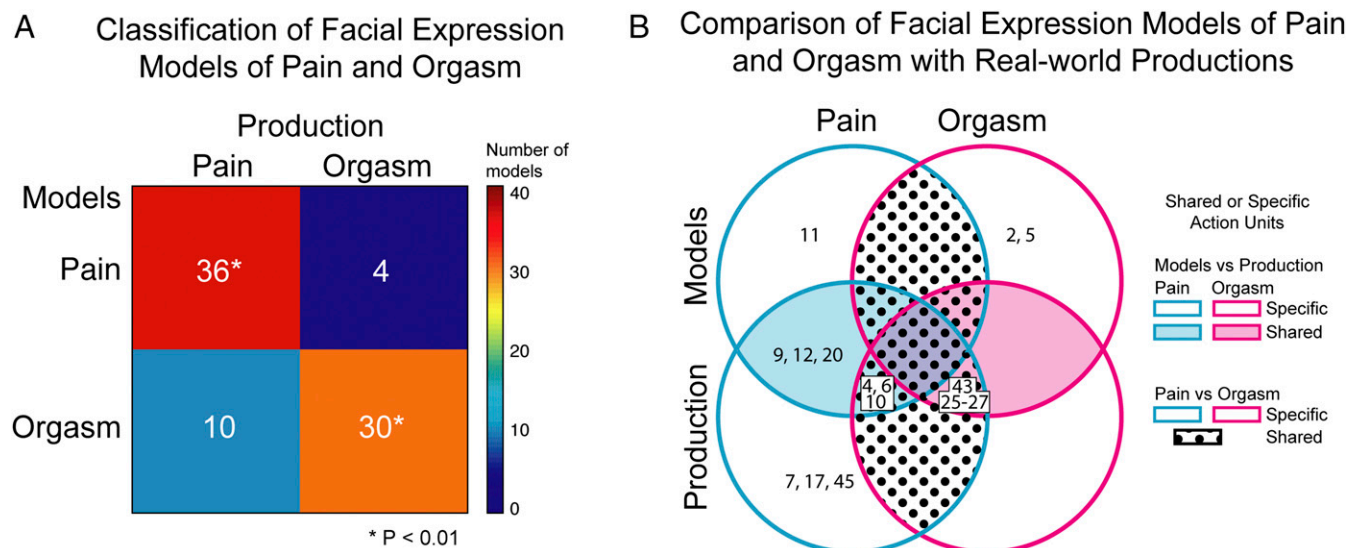 A
Classification of Facial Expression
Models of Pain and Orgasm
Production
Pain Orgasm
Models
Pain
36* 4
Orgasm
10 30*
* P < 0.01
Number of
models
40
30
20
10
0
B
Comparison of Facial Expression Models of Pain
and Orgasm with Real-world Productions
Pain Orgasm
Models
Production
11
2, 5
9, 12, 20
4, 6
10
43
25-27
7, 17, 45
Shared or Specific
Action Units
Models vs Production
Pain Orgasm
Specific
Shared
Pain vs Orgasm
Specific
Shared